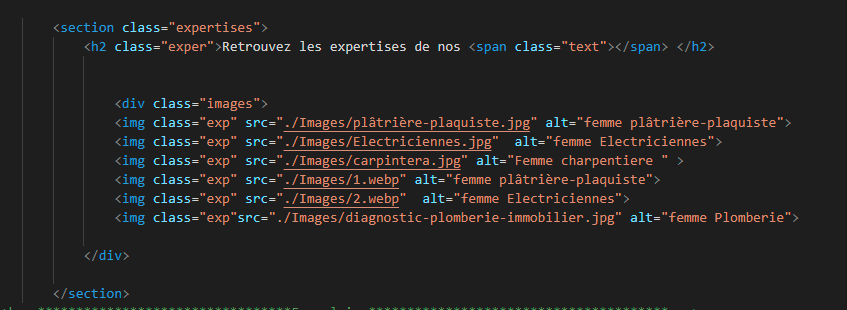 <section class="expertises">
<h2 class="exper">Retrouvez les expertises de nos <span class="text"></span> </h2>
<div class="images">
<img class="exp" src="./Images/plâtrière-plaquiste.jpg" alt="femme plâtrière-plaquiste">
<img class="exp" src="./Images/Electriciennes.jpg"  alt="femme Electriciennes">
<img class="exp" src="./Images/carpintera.jpg" alt="Femme charpentiere " >
<img class="exp" src="./Images/1.webp" alt="femme plâtrière-plaquiste">
<img class="exp" src="./Images/2.webp"  alt="femme Electriciennes">
<img class="exp"src="./Images/diagnostic-plomberie-immobilier.jpg" alt="femme Plomberie">
</div>
</section>